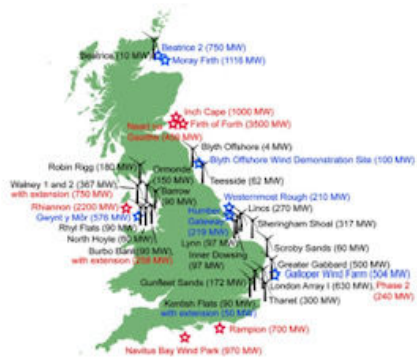 Beatrice 2 (750 MW)
Beatrice (10 MW)
Moray Firth (1116 MW)
Inch Cape (1000 MW)
Firth of Forth (3500 MW)
(450 MW)
Blyth Offshore (4 MW)
Blyth Offshore Wind Demonstration Site (100 MW)
Robin Rigg (180 MW)
Ormonde
(150 MW)
Teesside (62 MW)
Walney 1 and 2 (367 MW)
with extension (750 MW)
Barrow
(90 MW)
Westernmost Rough (210 MW)
Rhiannon (2200 MW)
Humber
Gateway
(219 MW)
Lincs (270 MW)
Gwynt y Môr (576 MW)
Sheringham Shoal (317 MW)
Rhyl Flats (90 MW)
North Hoyle (60 MW)
Lynn (97 MW)
Scroby Sands (60 MW)
Burbo Bank (90 MW)
with extension (258 MW)
Inner Dowsing
(97 MW)
Greater Gabbard (500 MW)
Galloper Wind Farm (504 MW)
Gunfleet Sands (172 MW)
London Array I (630 MW), Phase 2
(240 MW)
Kentish Flats (90 MW)
with extension (50 MW)
Thanet (300 MW)
Rampion (700 MW)
Navitus Bay Wind Park (970 MW)